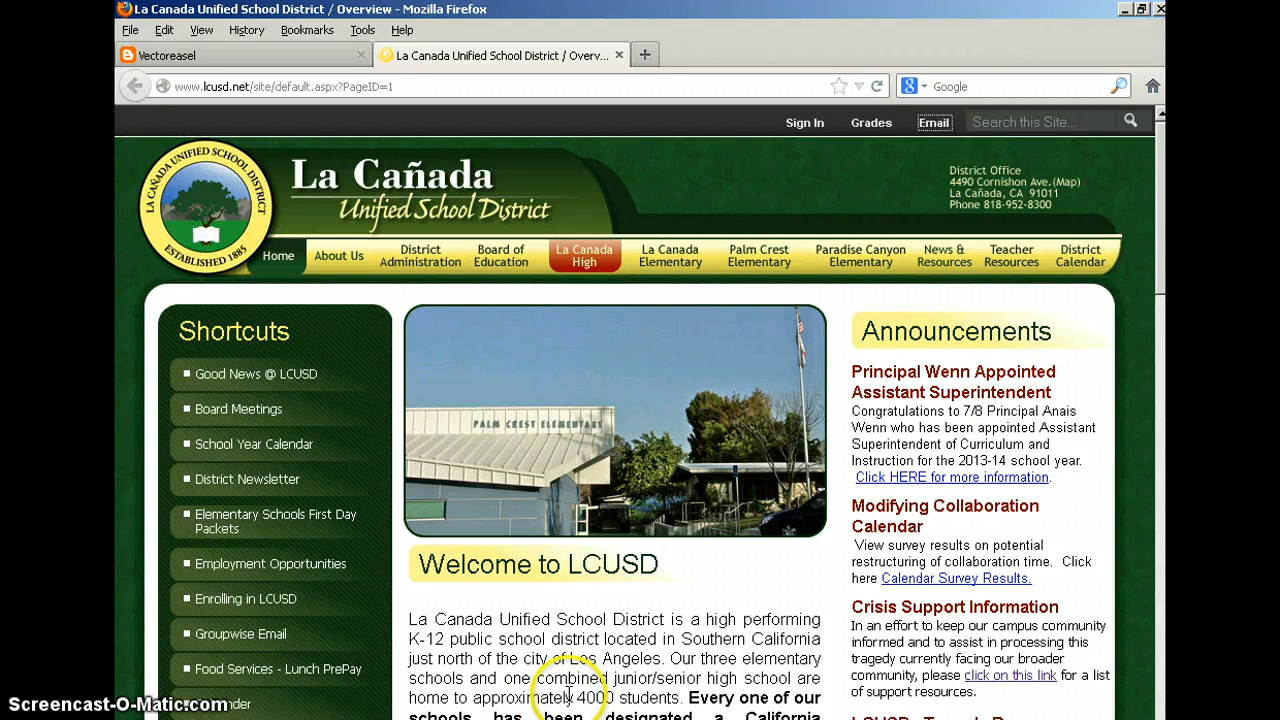 La Canada Unified School District / Overview - Mozilla Firefox
File Edit View History Bookmarks Tools Help
Vectoreasel
La Canada Unified School District / Overv...
www.lcusd.net/site/default.aspx?PageID=1
Google
Sign In Grades Email Search this Site...
LA CAÑADA UNIFIED SCHOOL DISTRICT
ESTABLISHED 1885
La Cañada
Unified School District
District Office
4490 Cornishon Ave.(Map)
La Cañada, CA 91011
Phone 818-952-8300
Home
About Us
District
Administration
Board of
Education
La Canada
High
La Canada
Elementary
Palm Crest
Elementary
Paradise Canyon
Elementary
News &
Resources
Teacher
Resources
District
Calendar
Shortcuts
Good News @ LCUSD
Board Meetings
School Year Calendar
District Newsletter
Elementary Schools First Day
Packets
Employment Opportunities
Enrolling in LCUSD
Groupwise Email
Food Services - Lunch PrePay
PALM CREST ELEMENTARY
Welcome to LCUSD
La Canada Unified School District is a high performing
K-12 public school district located in Southern California
just north of the city of Los Angeles. Our three elementary
schools and one combined junior/senior high school are
home to approximately 4000 students. Every one of our
schools has been designated a California
Announcements
Principal Wenn Appointed
Assistant Superintendent
Congratulations to 7/8 Principal Anais
Wenn who has been appointed Assistant
Superintendent of Curriculum and
Instruction for the 2013-14 school year.
Click HERE for more information.
Modifying Collaboration
Calendar
View survey results on potential
restructuring of collaboration time. Click
here Calendar Survey Results.
Crisis Support Information
In an effort to keep our campus community
informed and to assist in processing this
tragedy currently facing our broader
community, please click on this link for a list
of support resources.
Screencast-O-Matic.com